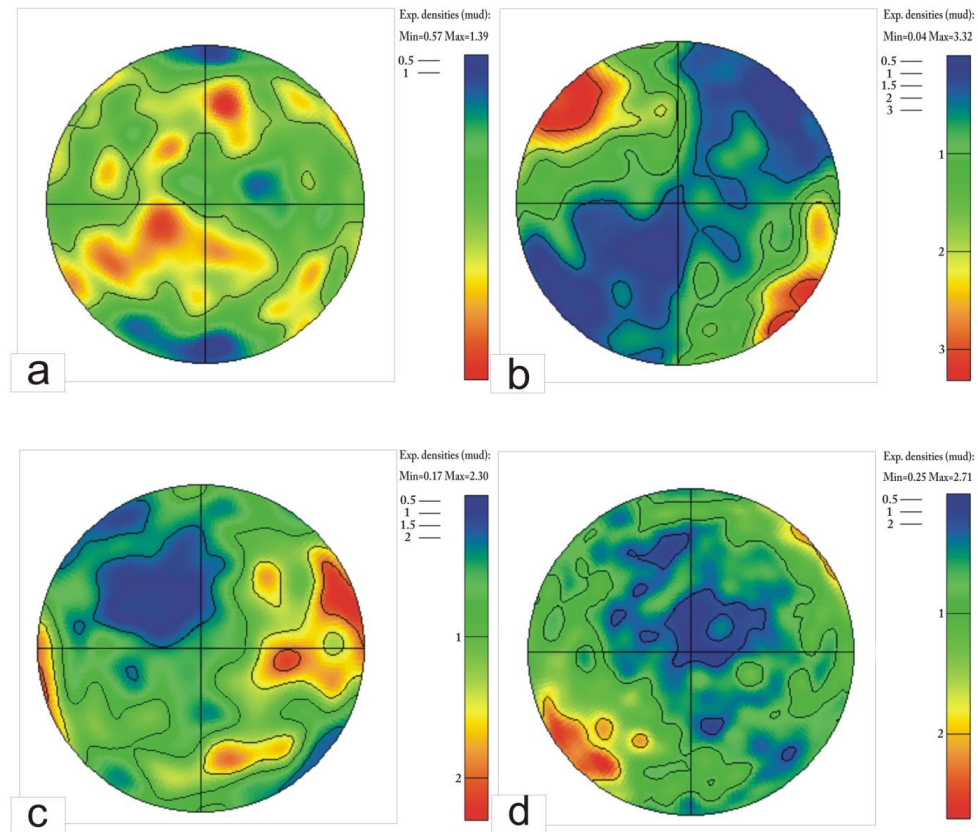 Exp. densities (mud):
Min=0.57 Max=1.39
0.5
1
a
Exp. densities (mud):
Min=0.04 Max=3.32
0.5
1
1.5
2
3
1
2
3
b
Exp. densities (mud):
Min=0.17 Max=2.30
0.5
1
1.5
2
1
2
c
Exp. densities (mud):
Min=0.25 Max=2.71
0.5
1
2
1
2
d